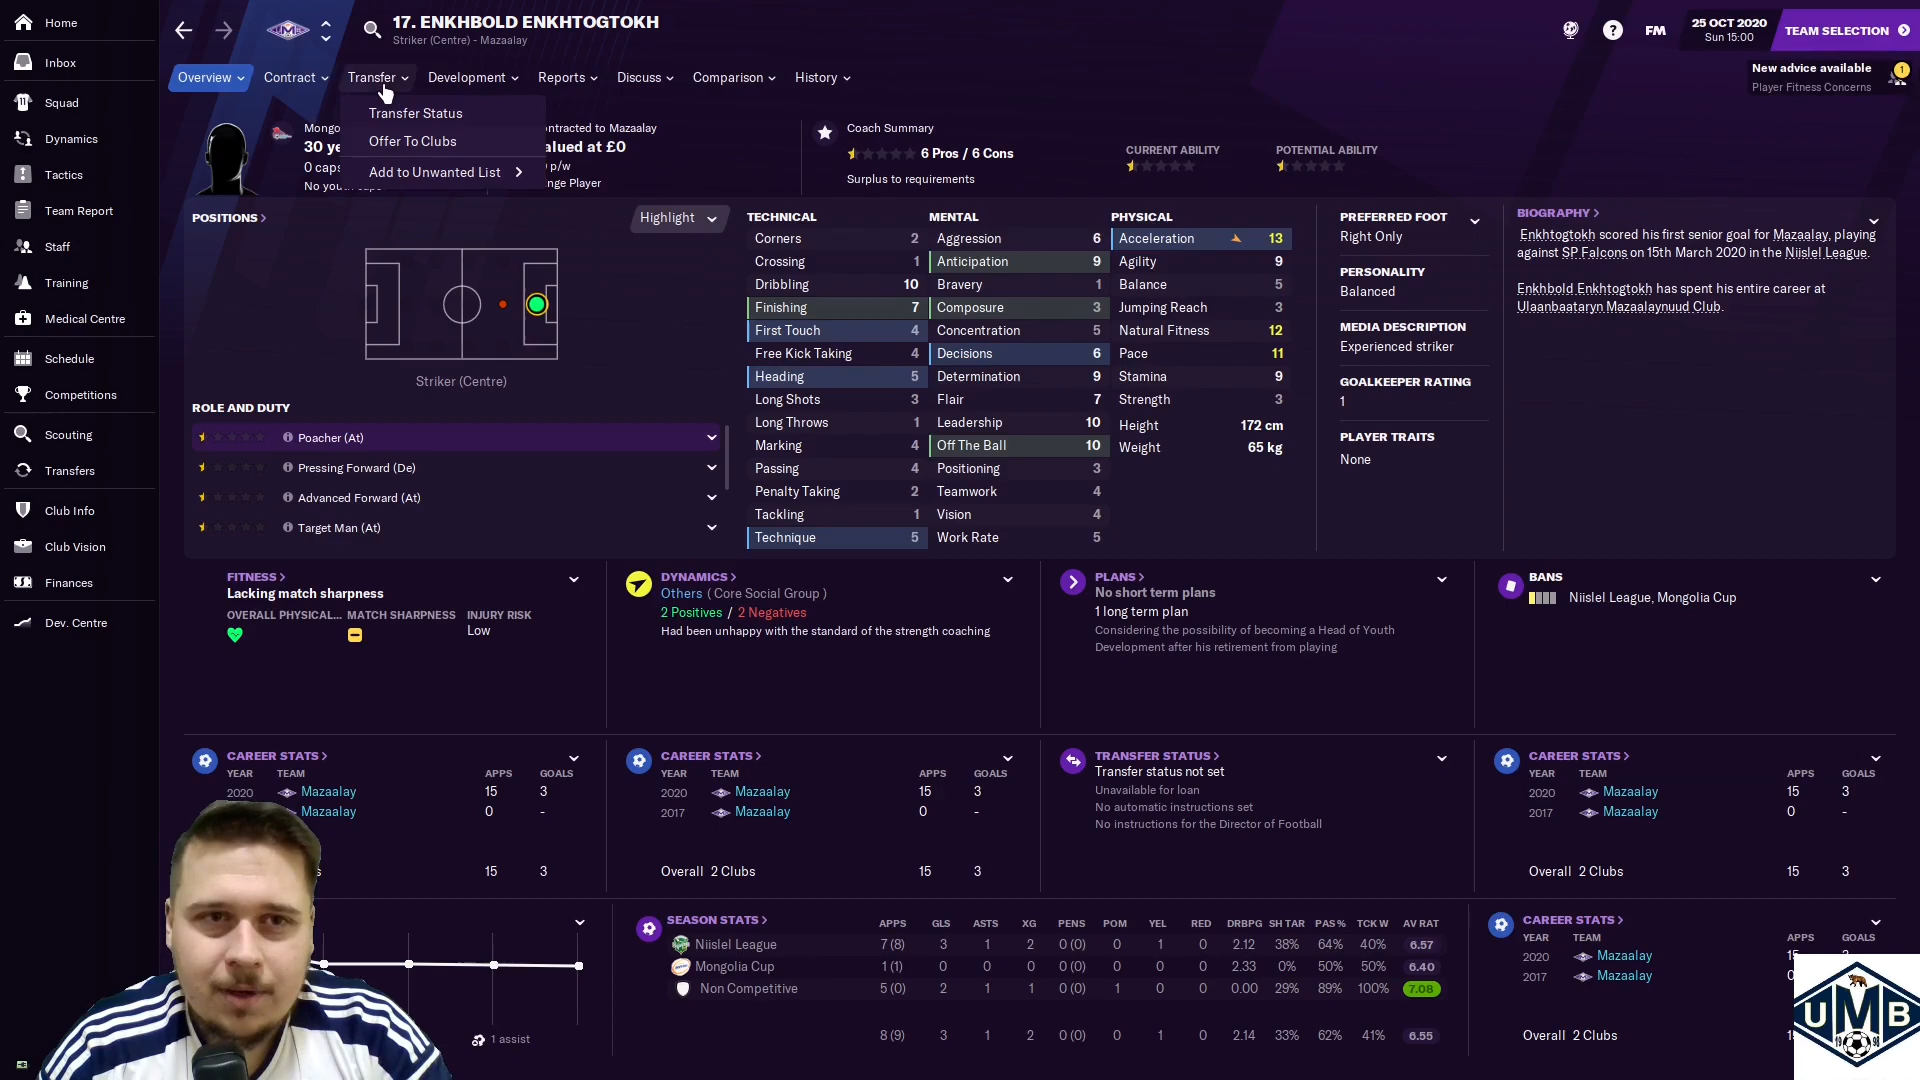 Home
Inbox
Squad
Dynamics
Tactics
Team Report
Staff
Training
Medical Centre
Schedule
Competitions
Scouting
Transfers
Club Info
Club Vision
Finances
Dev. Centre
17. ENKHBOLD ENKHTOGTOKH
Striker (Centre) - Mazaalay
FM
25 OCT 2020
Sun 15:00
TEAM SELECTION
Overview Contract Transfer Development Reports Discuss Comparison History
New advice available
Player Fitness Concerns
1
Transfer Status
Offer To Clubs
Add to Unwanted List
Contracted to Mazaalay
30
0 caps
Coach Summary
6 Pros / 6 Cons
Surplus to requirements
CURRENT ABILITY
POTENTIAL ABILITY
POSITIONS
Highlight
Striker (Centre)
ROLE AND DUTY
Poacher (At)
Pressing Forward (De)
Advanced Forward (At)
Target Man (At)
TECHNICAL
Corners 2
Crossing 1
Dribbling 10
Finishing 7
First Touch 4
Free Kick Taking 4
Heading 5
Long Shots 3
Long Throws 1
Marking 4
Passing 4
Penalty Taking 2
Tackling 1
Technique 5
MENTAL
Aggression 6
Anticipation 9
Bravery 1
Composure 3
Concentration 5
Decisions 6
Determination 9
Flair 7
Leadership 10
Off The Ball 10
Positioning 3
Teamwork 4
Vision 4
Work Rate 5
PHYSICAL
Acceleration 13
Agility 9
Balance 5
Jumping Reach 3
Natural Fitness 12
Pace 11
Stamina 9
Strength 3
Height 172 cm
Weight 65 kg
PREFERRED FOOT
Right Only
PERSONALITY
Balanced
MEDIA DESCRIPTION
Experienced striker
GOALKEEPER RATING
1
PLAYER TRAITS
None
BIOGRAPHY
Enkhtogtokh scored his first senior goal for Mazaalay, playing
against SP Falcons on 15th March 2020 in the Niislel League.
Enkhbold Enkhtogtokh has spent his entire career at
Ulaanbaataryn Mazaalaynuud Club.
FITNESS
Lacking match sharpness
OVERALL PHYSICAL... MATCH SHARPNESS INJURY RISK
Low
DYNAMICS
Others ( Core Social Group )
2 Positives / 2 Negatives
Had been unhappy with the standard of the strength coaching
PLANS
No short term plans
1 long term plan
Considering the possibility of becoming a Head of Youth
Development after his retirement from playing
BANS
Niislel League, Mongolia Cup
CAREER STATS
YEAR TEAM APPS GOALS
2020 Mazaalay 15 3
Mazaalay 0 -
15 3
CAREER STATS
YEAR TEAM APPS GOALS
2020 Mazaalay 15 3
2017 Mazaalay 0 -
Overall 2 Clubs 15 3
TRANSFER STATUS
Transfer status not set
Unavailable for loan
No automatic instructions set
No instructions for the Director of Football
CAREER STATS
YEAR TEAM APPS GOALS
2020 Mazaalay 15 3
2017 Mazaalay 0 -
Overall 2 Clubs 15 3
1 assist
SEASON STATS APPS GLS ASTS XG PENS POM YEL RED DRBPG SH TAR PAS % TCK W AV RAT
Niislel League 7 (8) 3 1 2 0 (0) 0 1 0 2.12 38% 64% 40% 6.57
Mongolia Cup 1 (1) 0 0 0 0 (0) 0 0 0 2.33 0% 50% 50% 6.40
Non Competitive 5 (0) 2 1 1 0 (0) 1 0 0 0.00 29% 89% 100% 7.08
8 (9) 3 1 2 0 (0) 0 1 0 2.14 33% 62% 41% 6.55
CAREER STATS
YEAR TEAM APPS GOALS
2020 Mazaalay
2017 Mazaalay
Overall 2 Clubs
UMB
1998